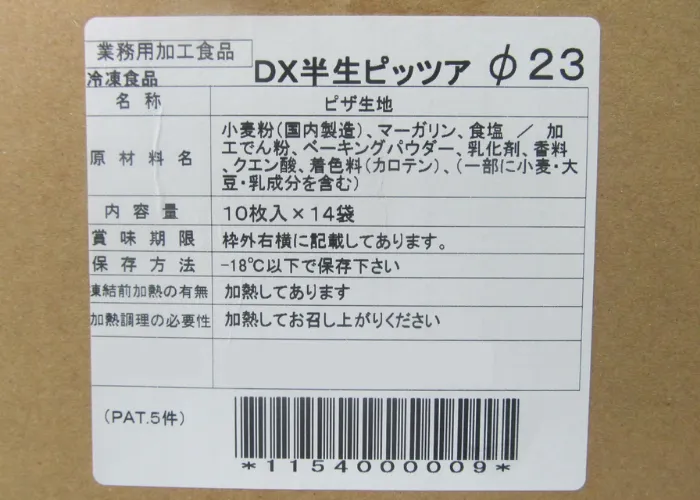 業務用加工食品
冷凍食品 DX半生ピッツア φ23
名称 ピザ生地
原材料名 小麦粉(国内製造)、マーガリン、食塩 / 加
工でん粉、ベーキングパウダー、乳化剤、香料
、クエン酸、着色料(カロテン)、(一部に小麦・大
豆・乳成分を含む)
内容量 10枚入×14袋
賞味期限 枠外右横に記載してあります。
保存方法 -18℃以下で保存下さい
凍結前加熱の有無 加熱してあります
加熱調理の必要性 加熱してお召し上がりください
(PAT.5件)
*1154000009*